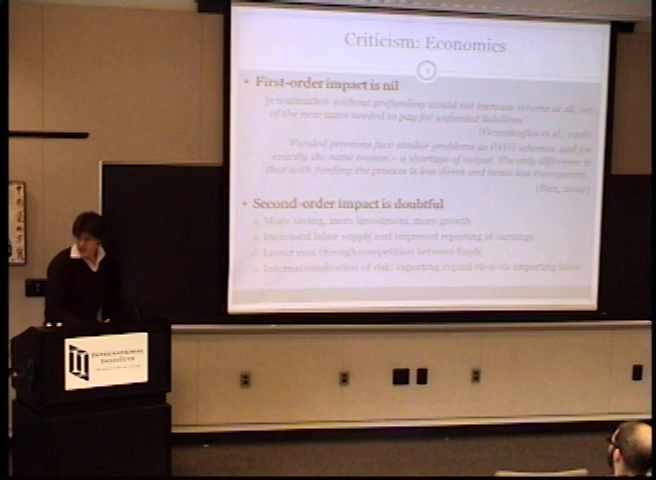 Criticism: Economics
First-order impact is nil
'privatization without prefunding would not increase returns at all, net
of the new taxes needed to pay for unfunded liabilities.'
(Geanakoplos et al., 1998)
'Funded pensions face similar problems as PAYG schemes, and for
exactly the same reason – a shortage of output. The only difference is
that with funding the process is less direct and hence less transparent.
(Barr, 2002)
Second-order impact is doubtful
More saving, more investment, more growth
Increased labor supply and improved reporting of earnings
Lower cost through competition between funds
Internationalization of risk: exporting capital vis-à-vis importing labor
International
Institute